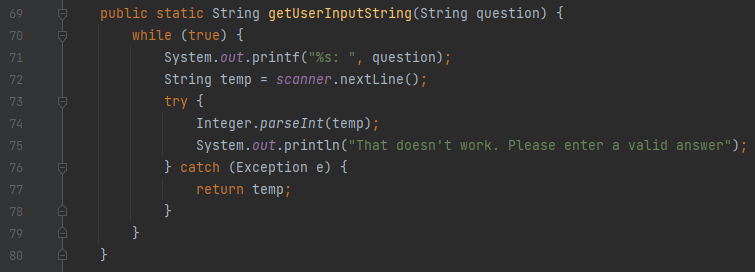 69 public static String getUserInputString(String question) {
70 while (true) {
71 System.out.printf("%s: ", question);
72 String temp = scanner.nextLine();
73 try {
74 Integer.parseInt(temp);
75 System.out.println("That doesn't work. Please enter a valid answer");
76 } catch (Exception e) {
77 return temp;
78 }
79 }
80 }